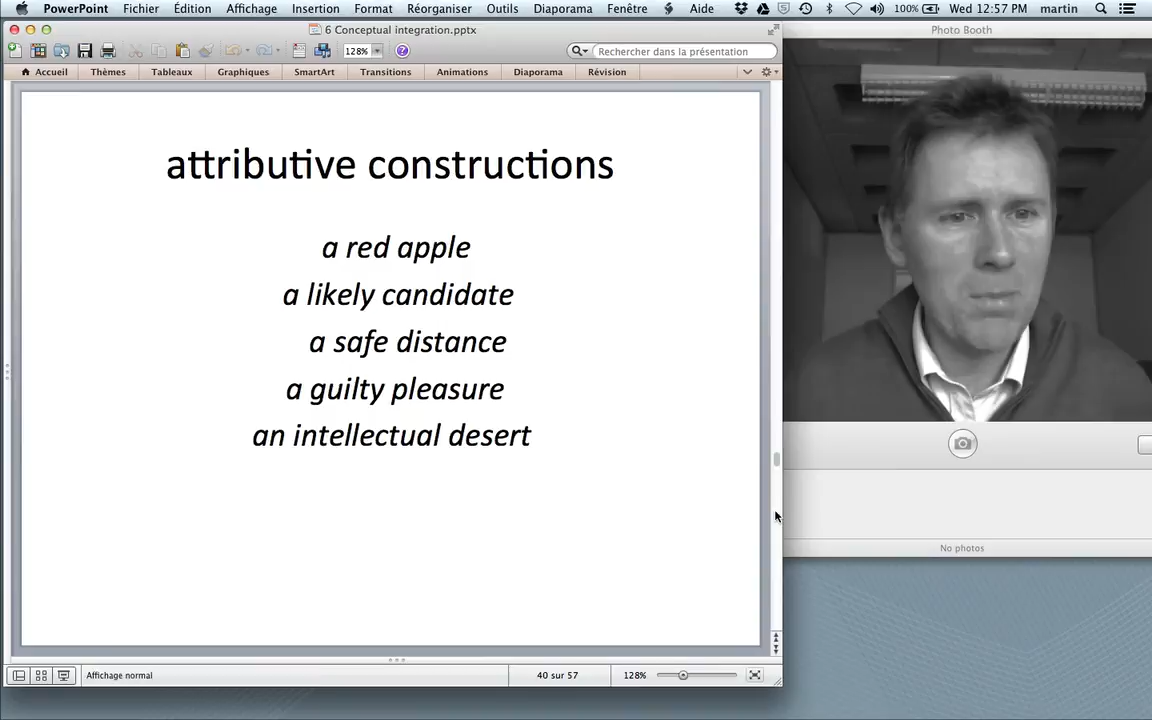 PowerPoint Fichier Édition Affichage Insertion Format Réorganiser Outils Diaporama Fenêtre Aide 100% Wed 12:57 PM martin
6 Conceptual integration.pptx
Photo Booth
128% Rechercher dans la présentation
Accueil Thèmes Tableaux Graphiques SmartArt Transitions Animations Diaporama Révision
attributive constructions
a red apple
a likely candidate
a safe distance
a guilty pleasure
an intellectual desert
No photos
Affichage normal 40 sur 57 128%